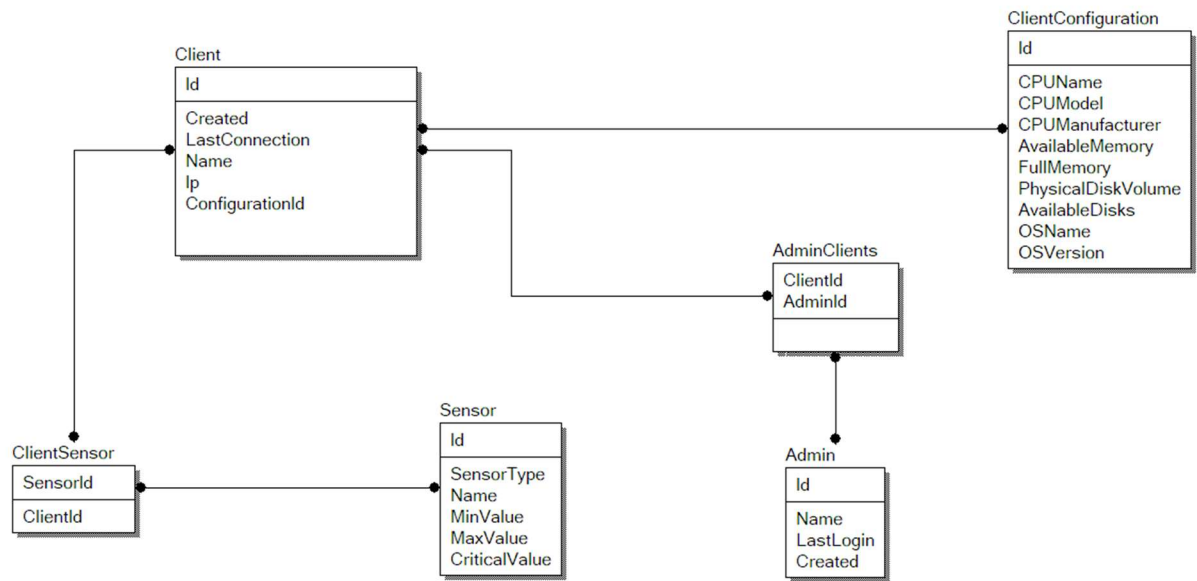 Client
Id
Created
LastConnection
Name
Ip
ConfigurationId
ClientConfiguration
Id
CPUName
CPUModel
CPUManufacturer
AvailableMemory
FullMemory
PhysicalDiskVolume
AvailableDisks
OSName
OSVersion
AdminClients
ClientId
AdminId
ClientSensor
SensorId
ClientId
Sensor
Id
SensorType
Name
MinValue
MaxValue
CriticalValue
Admin
Id
Name
LastLogin
Created